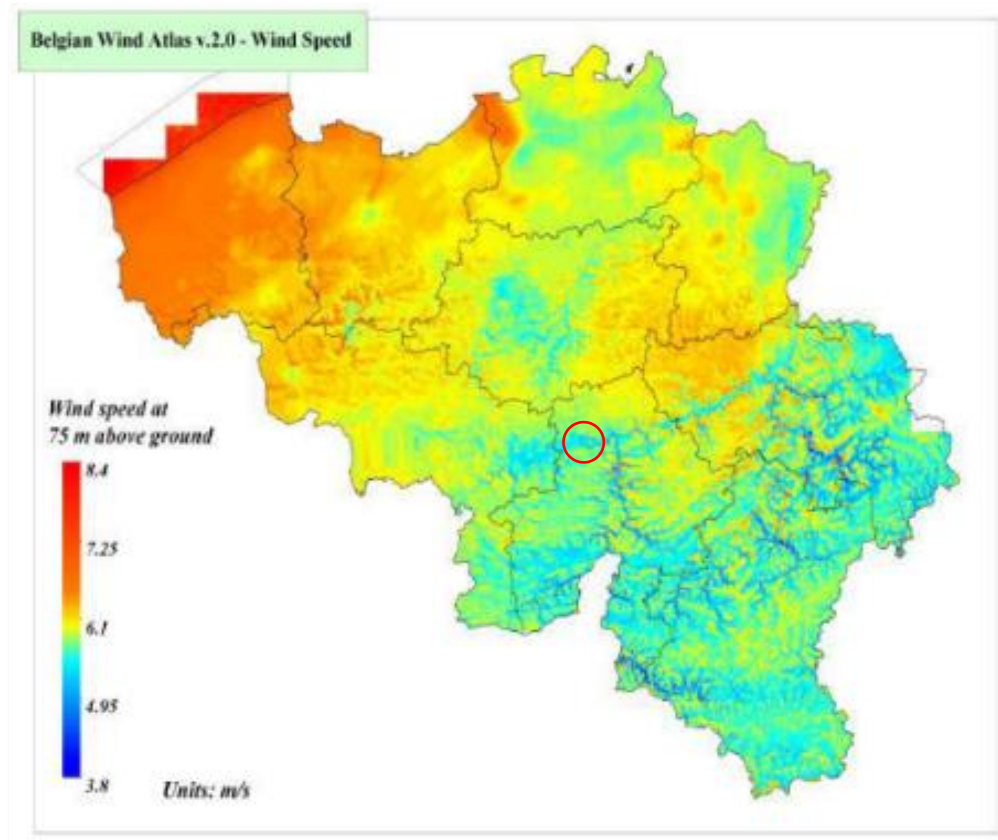 Belgian Wind Atlas v.2.0 - Wind Speed
Wind speed at
75 m above ground
8.4
7.25
6.1
4.95
3.8
Units: m/s